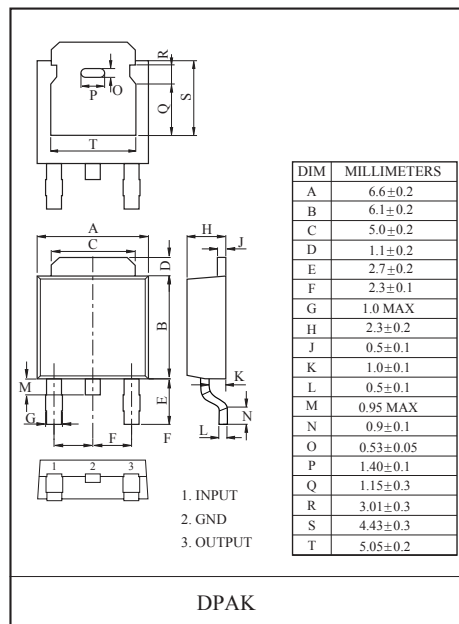 R
P
O
Q
S
T
A
C
H
J
D
B
M
E
K
G
F
F
L
N
1 2 3
1. INPUT
2. GND
3. OUTPUT
DIM MILLIMETERS
A 6.6±0.2
B 6.1±0.2
C 5.0±0.2
D 1.1±0.2
E 2.7±0.2
F 2.3±0.1
G 1.0 MAX
H 2.3±0.2
J 0.5±0.1
K 1.0±0.1
L 0.5±0.1
M 0.95 MAX
N 0.9±0.1
O 0.53±0.05
P 1.40±0.1
Q 1.15±0.3
R 3.01±0.3
S 4.43±0.3
T 5.05±0.2
DPAK